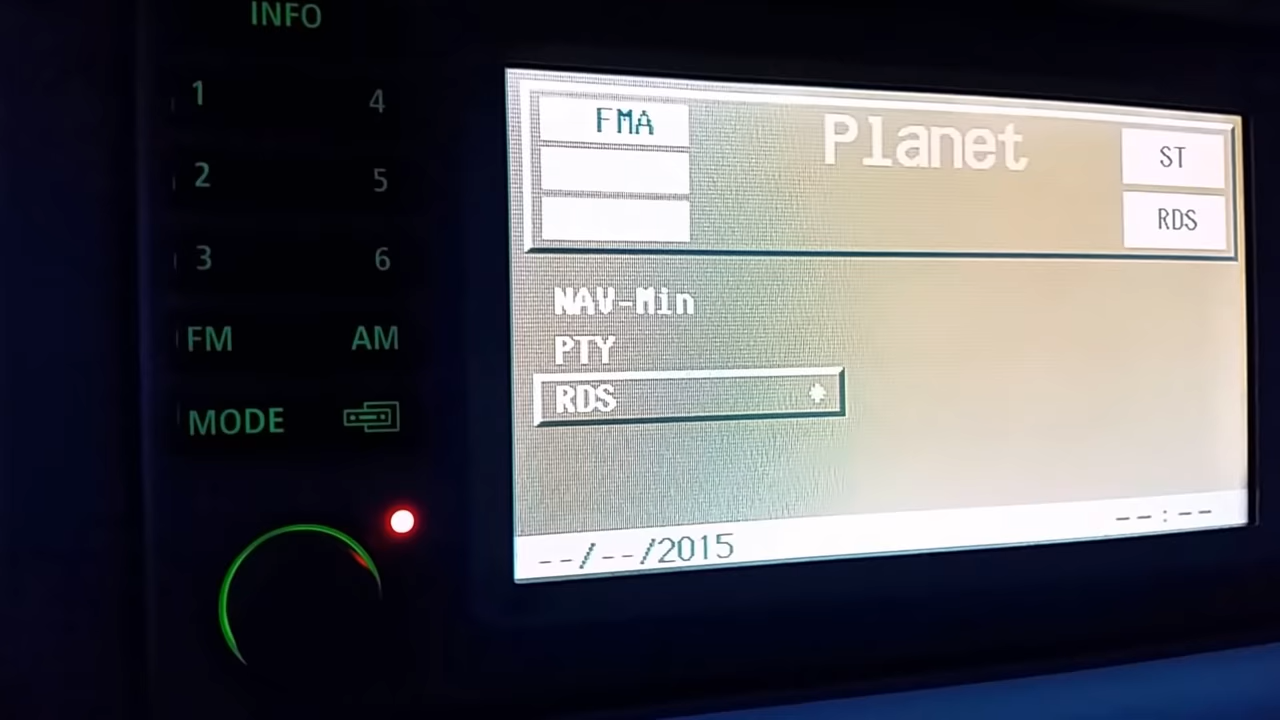 INFO
1 4
2 5
3 6
FM AM
MODE
FMA
Planet
ST
RDS
NAV-Min
PTY
RDS
--/--/2015
--:--